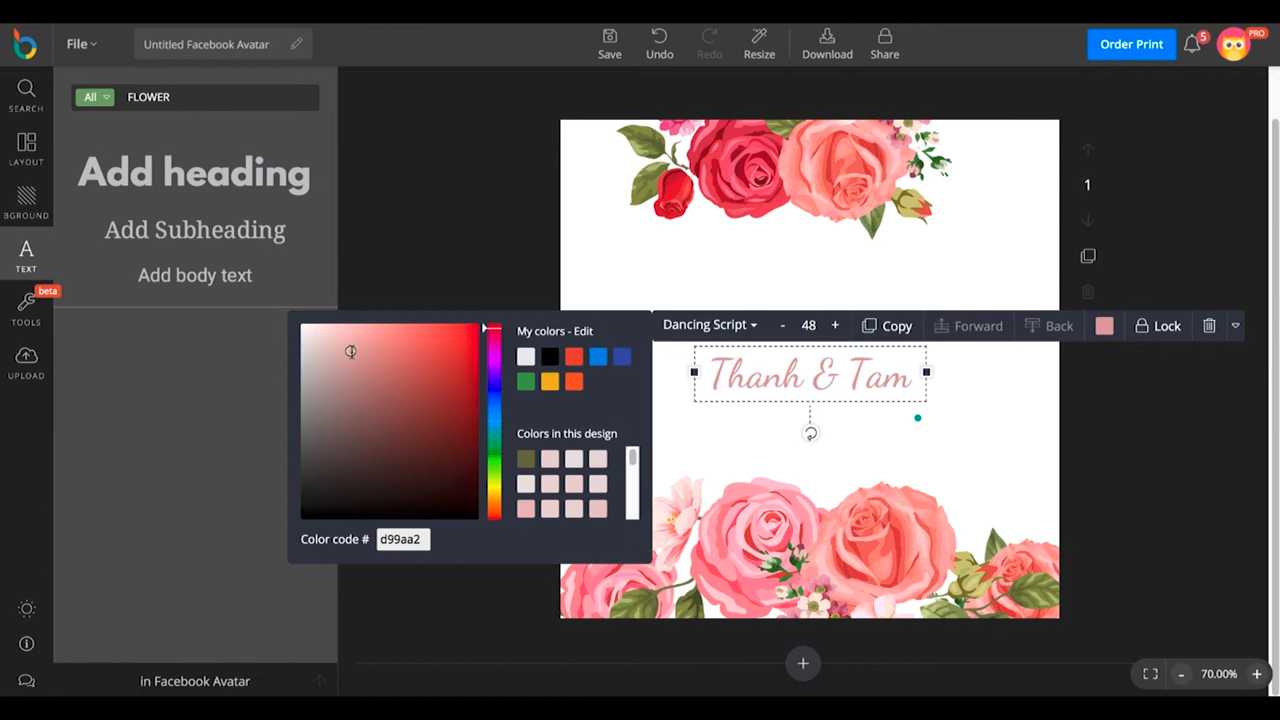 File
Untitled Facebook Avatar
Save
Undo
Redo
Resize
Download
Share
Order Print
5
PRO
SEARCH
LAYOUT
BGROUND
TEXT
beta
TOOLS
UPLOAD
All
FLOWER
Add heading
Add Subheading
Add body text
in Facebook Avatar
My colors - Edit
Colors in this design
Color code # d99aa2
Dancing Script - 48 + Copy Forward Back Lock
Thanh & Tam
1
- 70.00% +